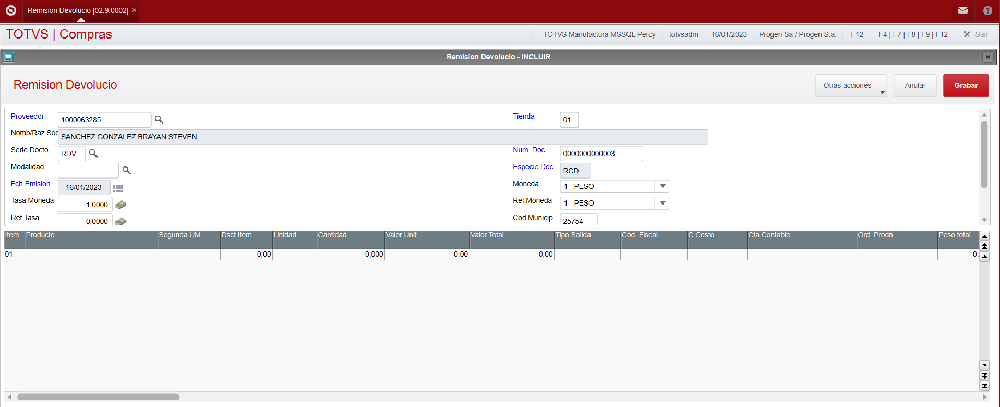 Remision Devolucio [02.9.0002]
TOTVS | Compras
TOTVS Manufactura MSSQL Percy totvsadm 16/01/2023 Progen Sa / Progen S.a. F12 F4 | F7 | F8 | F9 | F12 Sair
Remision Devolucio - INCLUIR
Remision Devolucio
Otras acciones Anular Grabar
Proveedor 1000063285 Tienda 01
Nomb/Raz.Soc SANCHEZ GONZALEZ BRAYAN STEVEN
Serie Docto. RDV Num. Doc. 0000000000003
Modalidad Especie Doc. RCD
Fch Emision 16/01/2023 Moneda 1 - PESO
Tasa Moneda 1,0000 Ref.Moneda 1 - PESO
Ref.Tasa 0,0000 Cod.Municip. 25754
Item Producto Segunda UM Dsct.Item Unidad Cantidad Valor Unit. Valor Total Tipo Salida Cód. Fiscal C.Costo Cta.Contable Ord. Prodn. Peso total
01 0,00 0,000 0,00 0,00 0,